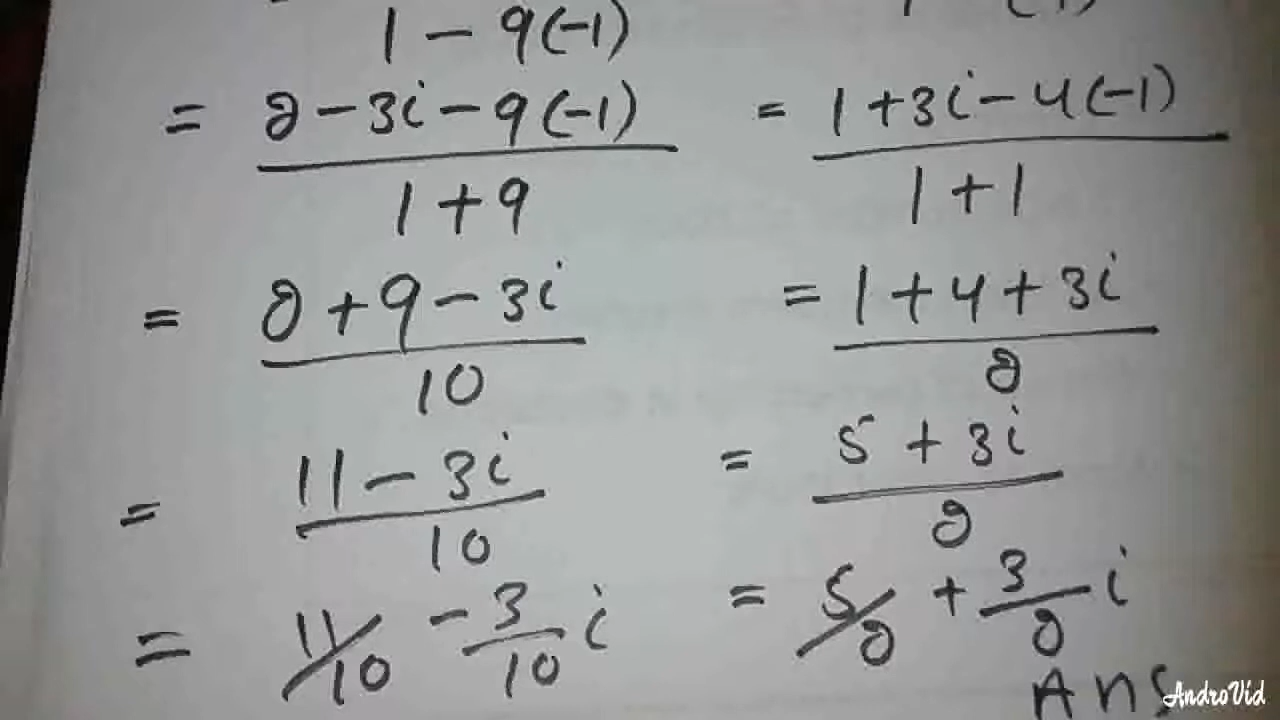 1 - 9(-1)
= 2 - 3i - 9(-1)
1 + 9
= 2 + 9 - 3i
10
= 11 - 3i
10
= 11/10 - 3/10 i
= 1 + 3i - 4(-1)
1 + 1
= 1 + 4 + 3i
2
= 5 + 3i
2
= 5/2 + 3/2 i
Ans
AndroVid